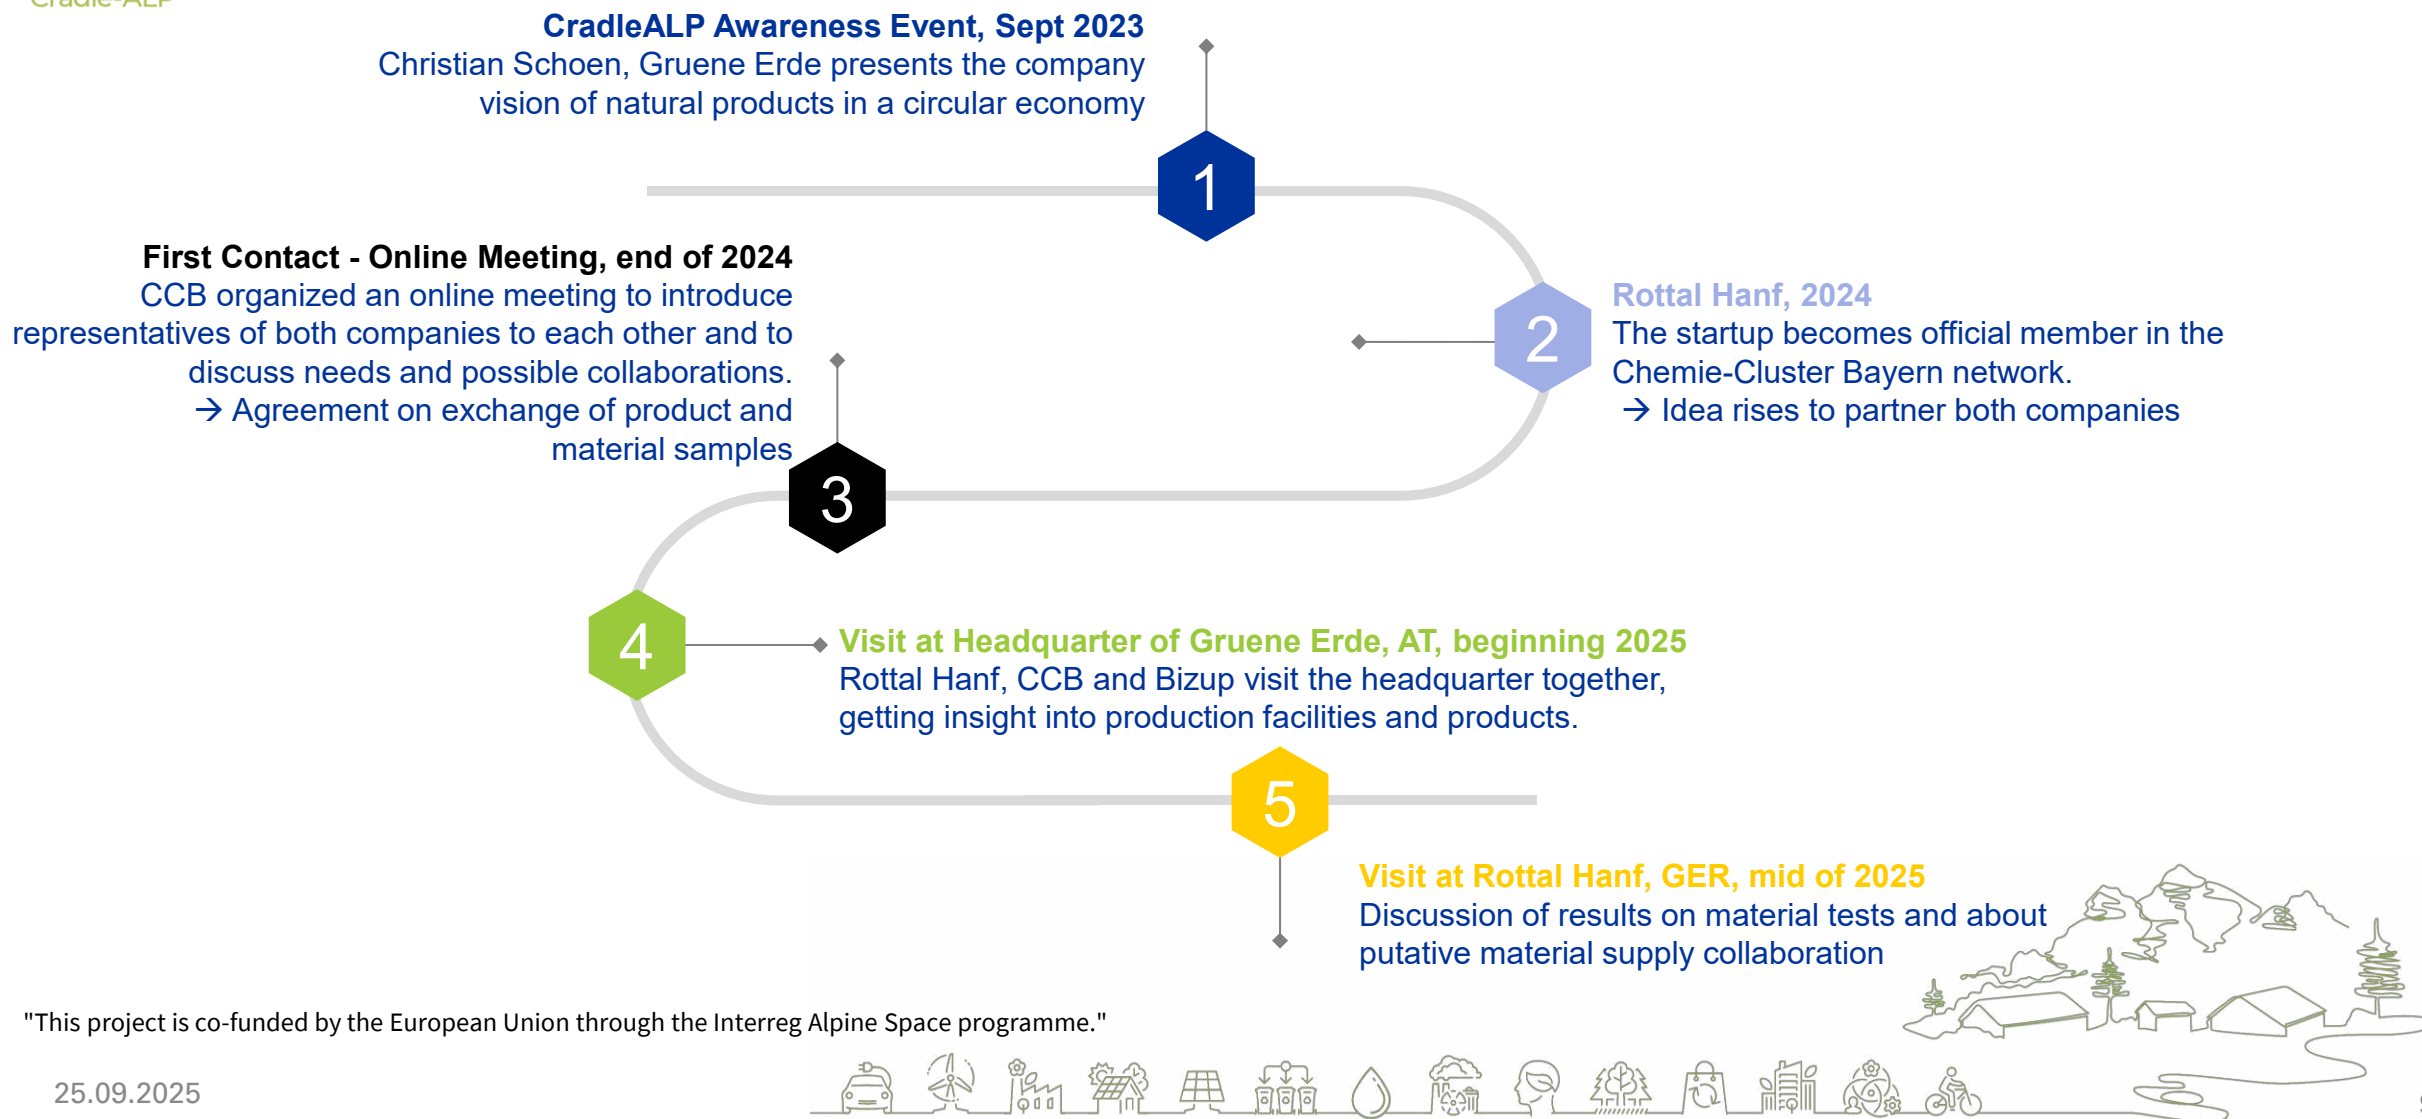 Cradle-ALP
CradleALP Awareness Event, Sept 2023
Christian Schoen, Gruene Erde presents the company
vision of natural products in a circular economy
1
First Contact - Online Meeting, end of 2024
CCB organized an online meeting to introduce
representatives of both companies to each other and to
discuss needs and possible collaborations.
→ Agreement on exchange of product and
material samples
2
Rottal Hanf, 2024
The startup becomes official member in the
Chemie-Cluster Bayern network.
→ Idea rises to partner both companies
3
4
Visit at Headquarter of Gruene Erde, AT, beginning 2025
Rottal Hanf, CCB and Bizup visit the headquarter together,
getting insight into production facilities and products.
5
Visit at Rottal Hanf, GER, mid of 2025
Discussion of results on material tests and about
putative material supply collaboration
"This project is co-funded by the European Union through the Interreg Alpine Space programme."
25.09.2025